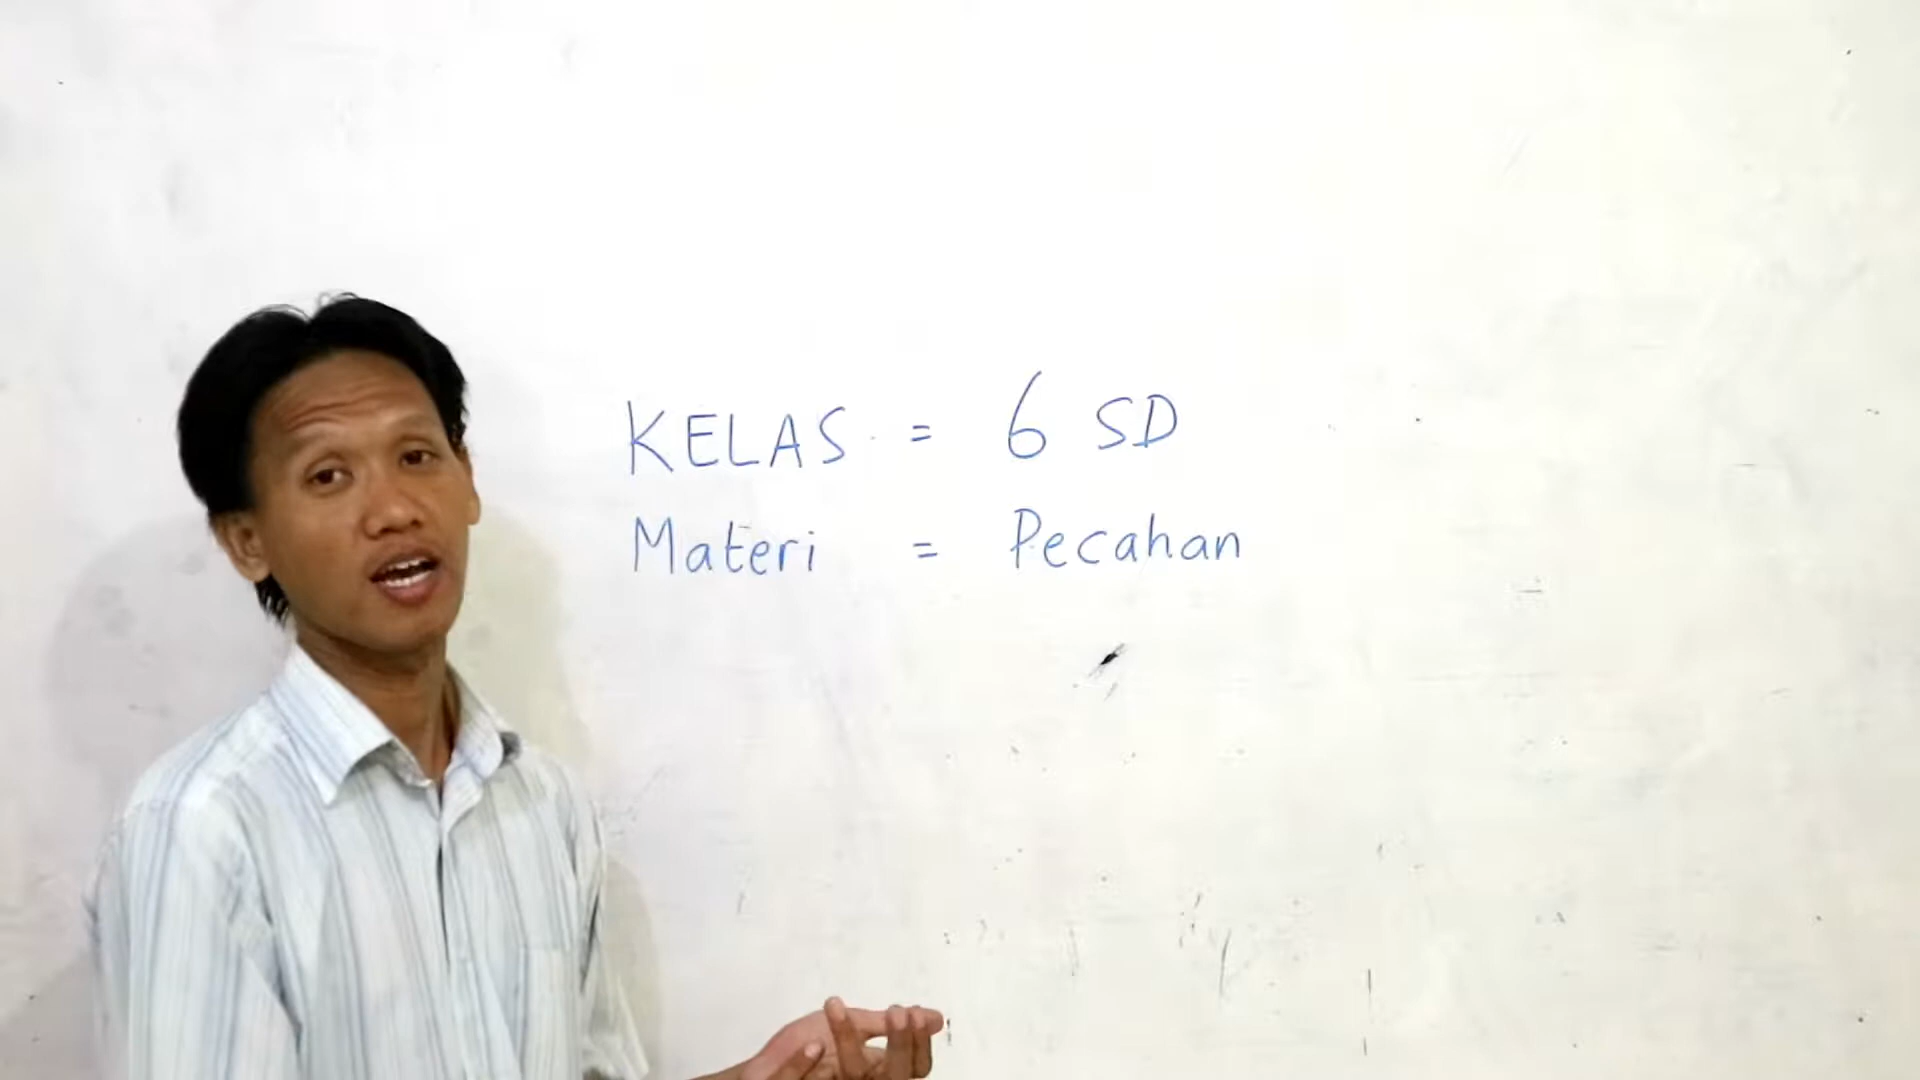 KELAS = 6 SD
Materi = Pecahan